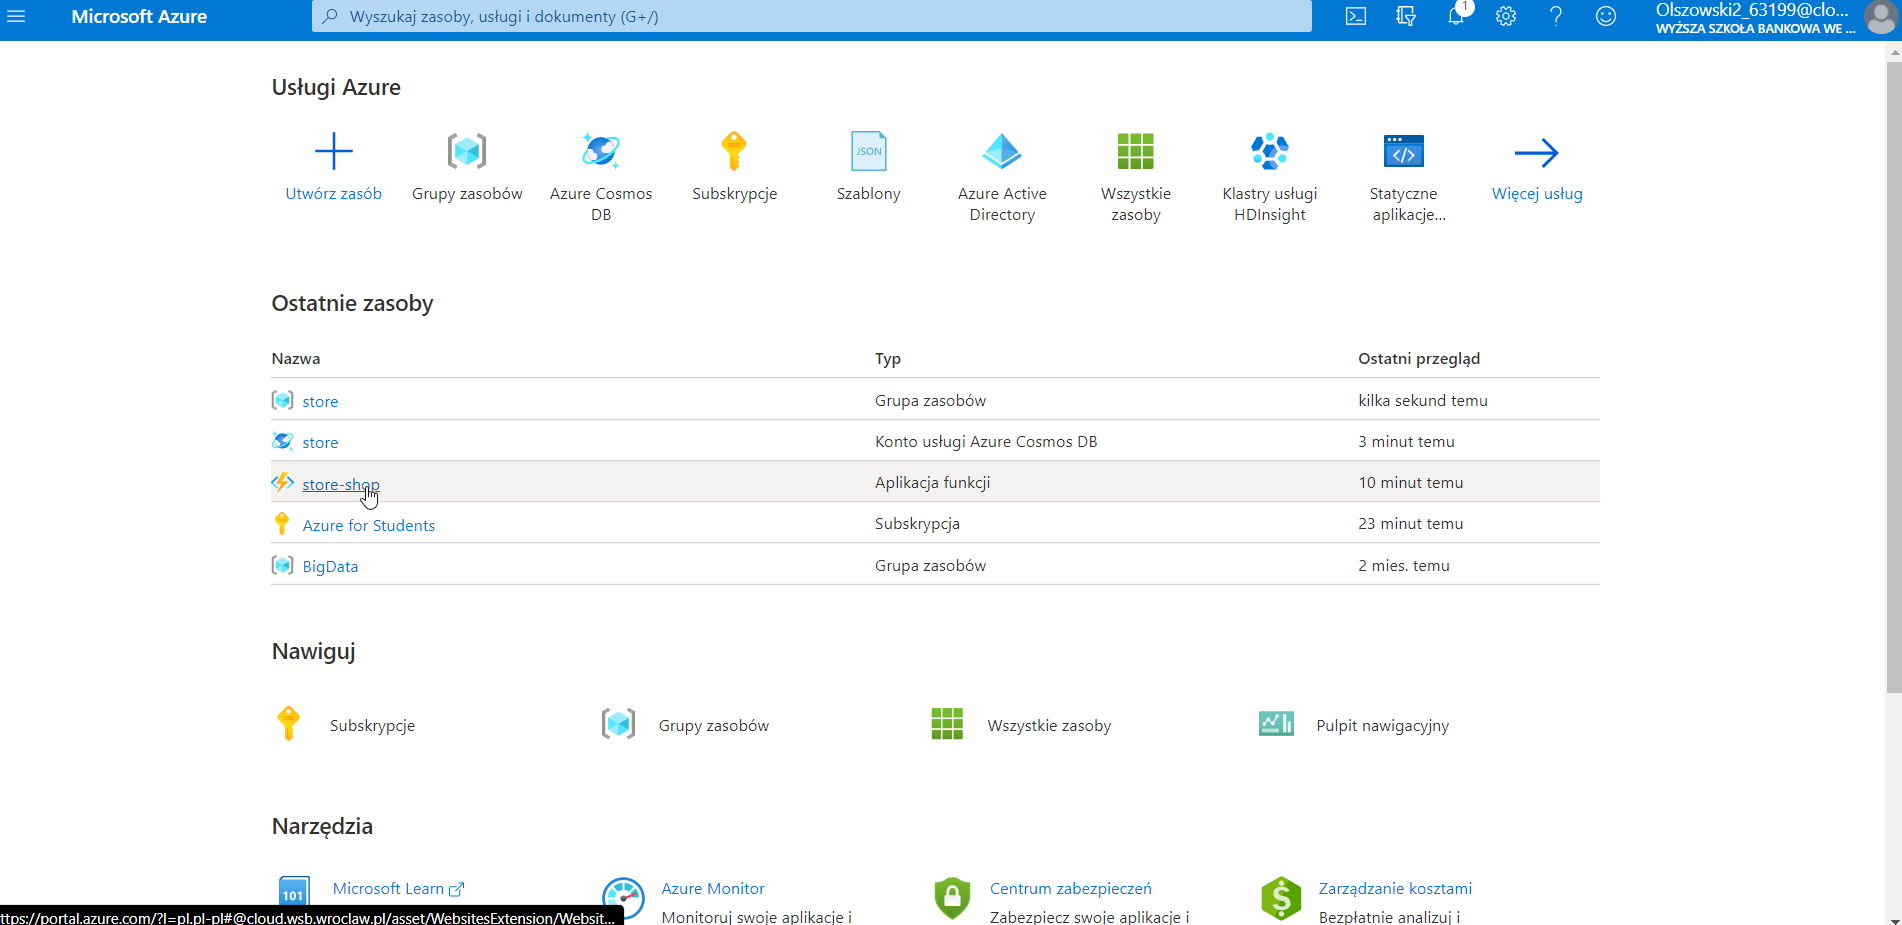 Microsoft Azure
Wyszukaj zasoby, usługi i dokumenty (G+/)
1
Olszowski2_63199@clo...
WYŻSZA SZKOŁA BANKOWA WE ...
Usługi Azure
Utwórz zasób
Grupy zasobów
Azure Cosmos
DB
Subskrypcje
JSON
Szablony
Azure Active
Directory
Wszystkie
zasoby
Klastry usługi
HDInsight
Statyczne
aplikacje...
Więcej usług
Ostatnie zasoby
Nazwa Typ Ostatni przegląd
store Grupa zasobów kilka sekund temu
store Konto usługi Azure Cosmos DB 3 minut temu
store-shop Aplikacja funkcji 10 minut temu
Azure for Students Subskrypcja 23 minut temu
BigData Grupa zasobów 2 mies. temu
Nawiguj
Subskrypcje Grupy zasobów Wszystkie zasoby Pulpit nawigacyjny
Narzędzia
101
Microsoft Learn
Azure Monitor
Monitoruj swoje aplikacje i
Centrum zabezpieczeń
Zabezpiecz swoje aplikacje i
Zarządzanie kosztami
Bezpłatnie analizuj i
ttps://portal.azure.com/?l=pl.pl-pl#@cloud.wsb.wroclaw.pl/asset/WebsitesExtension/Websit...